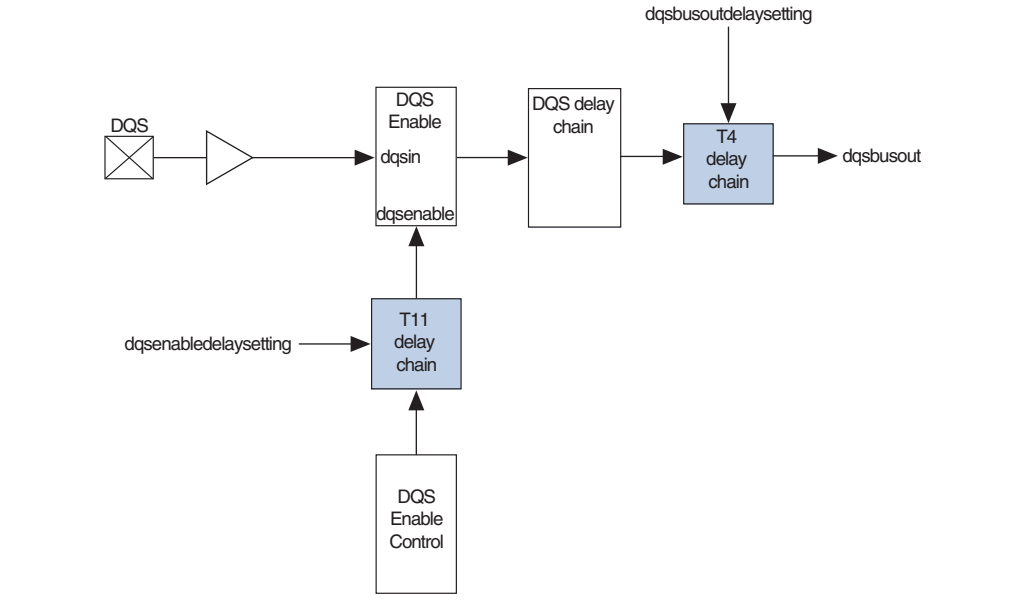 dqsbusoutdelaysetting
DQS
DQS
Enable
dqsin
dqsenable
DQS delay
chain
T4
delay
chain
dqsbusout
dqsenabledelaysetting
T11
delay
chain
DQS
Enable
Control